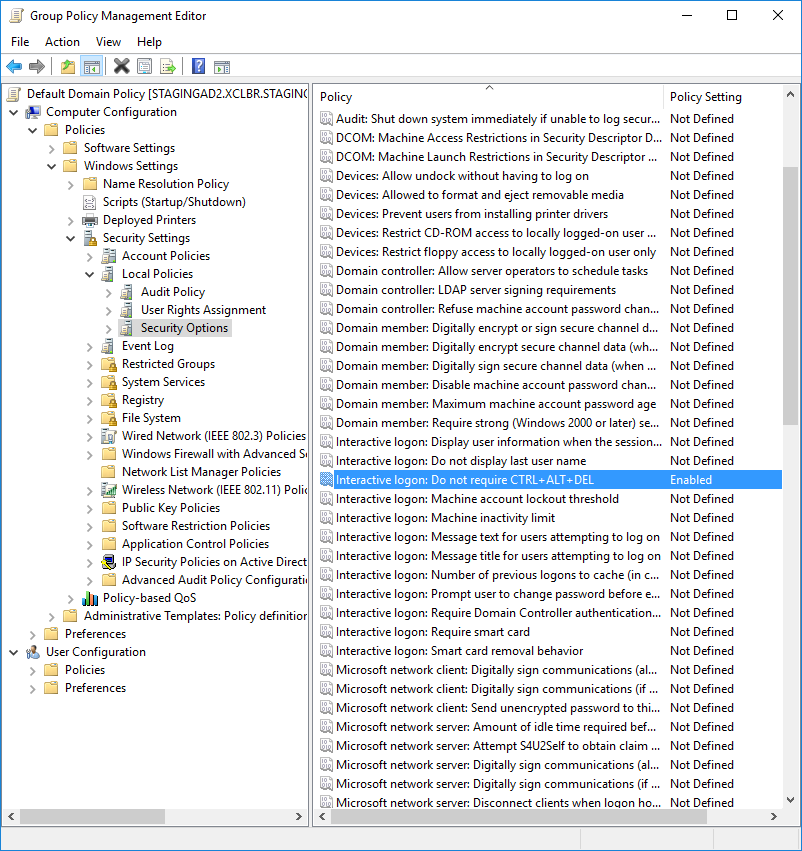 Group Policy Management Editor
File Action View Help
Default Domain Policy [STAGINGAD2.XCLBR.STAGING
Computer Configuration
Policies
Software Settings
Windows Settings
Name Resolution Policy
Scripts (Startup/Shutdown)
Deployed Printers
Security Settings
Account Policies
Local Policies
Audit Policy
User Rights Assignment
Security Options
Event Log
Restricted Groups
System Services
Registry
File System
Wired Network (IEEE 802.3) Policies
Windows Firewall with Advanced Se
Network List Manager Policies
Wireless Network (IEEE 802.11) Polic
Public Key Policies
Software Restriction Policies
Application Control Policies
IP Security Policies on Active Direct
Advanced Audit Policy Configuratio
Policy-based QoS
Administrative Templates: Policy definition
Preferences
User Configuration
Policies
Preferences
Policy Policy Setting
Audit: Shut down system immediately if unable to log secur... Not Defined
DCOM: Machine Access Restrictions in Security Descriptor D... Not Defined
DCOM: Machine Launch Restrictions in Security Descriptor ... Not Defined
Devices: Allow undock without having to log on Not Defined
Devices: Allowed to format and eject removable media Not Defined
Devices: Prevent users from installing printer drivers Not Defined
Devices: Restrict CD-ROM access to locally logged-on user ... Not Defined
Devices: Restrict floppy access to locally logged-on user only Not Defined
Domain controller: Allow server operators to schedule tasks Not Defined
Domain controller: LDAP server signing requirements Not Defined
Domain controller: Refuse machine account password chan... Not Defined
Domain member: Digitally encrypt or sign secure channel d... Not Defined
Domain member: Digitally encrypt secure channel data (wh... Not Defined
Domain member: Digitally sign secure channel data (when ... Not Defined
Domain member: Disable machine account password chan... Not Defined
Domain member: Maximum machine account password age Not Defined
Domain member: Require strong (Windows 2000 or later) se... Not Defined
Interactive logon: Display user information when the session... Not Defined
Interactive logon: Do not display last user name Not Defined
Interactive logon: Do not require CTRL+ALT+DEL Enabled
Interactive logon: Machine account lockout threshold Not Defined
Interactive logon: Machine inactivity limit Not Defined
Interactive logon: Message text for users attempting to log on Not Defined
Interactive logon: Message title for users attempting to log on Not Defined
Interactive logon: Number of previous logons to cache (in c... Not Defined
Interactive logon: Prompt user to change password before e... Not Defined
Interactive logon: Require Domain Controller authentication... Not Defined
Interactive logon: Require smart card Not Defined
Interactive logon: Smart card removal behavior Not Defined
Microsoft network client: Digitally sign communications (al... Not Defined
Microsoft network client: Digitally sign communications (if ... Not Defined
Microsoft network client: Send unencrypted password to thi... Not Defined
Microsoft network server: Amount of idle time required bef... Not Defined
Microsoft network server: Attempt S4U2Self to obtain claim ... Not Defined
Microsoft network server: Digitally sign communications (al... Not Defined
Microsoft network server: Digitally sign communications (if ... Not Defined
Microsoft network server: Disconnect clients when logon ho... Not Defined